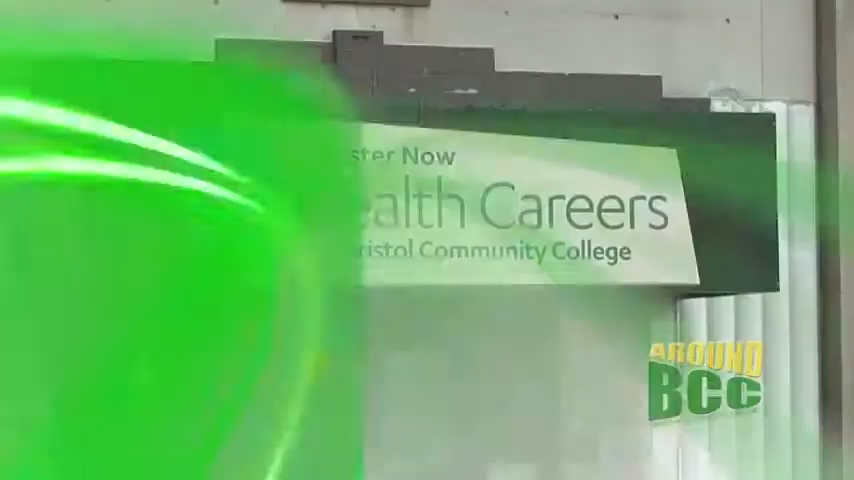 ster Now
ealth Careers
ristol Community College
AROUND
BCC